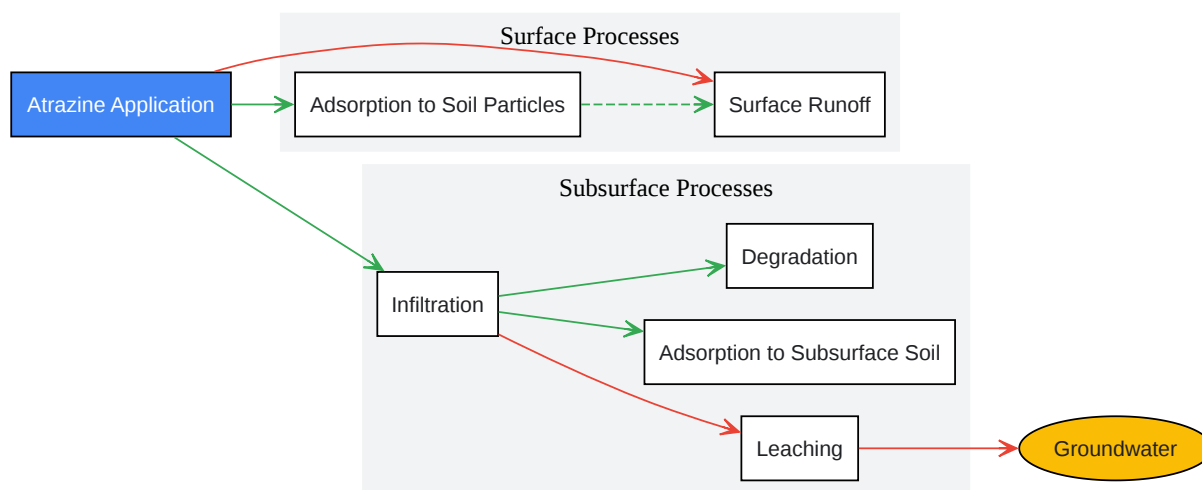 Surface Processes
Atrazine Application
Adsorption to Soil Particles
Surface Runoff
Subsurface Processes
Degradation
Infiltration
Adsorption to Subsurface Soil
Leaching
Groundwater